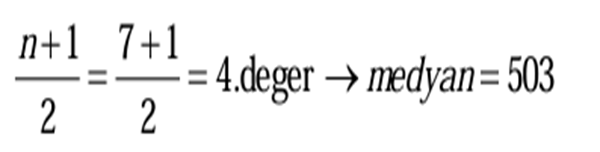 n+1/2 = 7+1/2 = 4.deger → medyan = 503